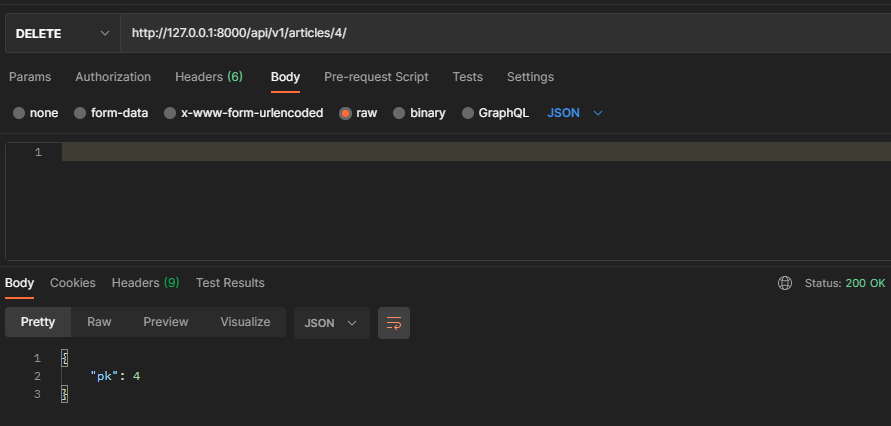 DELETE http://127.0.0.1:8000/api/v1/articles/4/
Params Authorization Headers (6) Body Pre-request Script Tests Settings
none form-data x-www-form-urlencoded raw binary GraphQL JSON
1
Body Cookies Headers (9) Test Results Status: 200 OK
Pretty Raw Preview Visualize JSON
1 {
2 "pk": 4
3 }